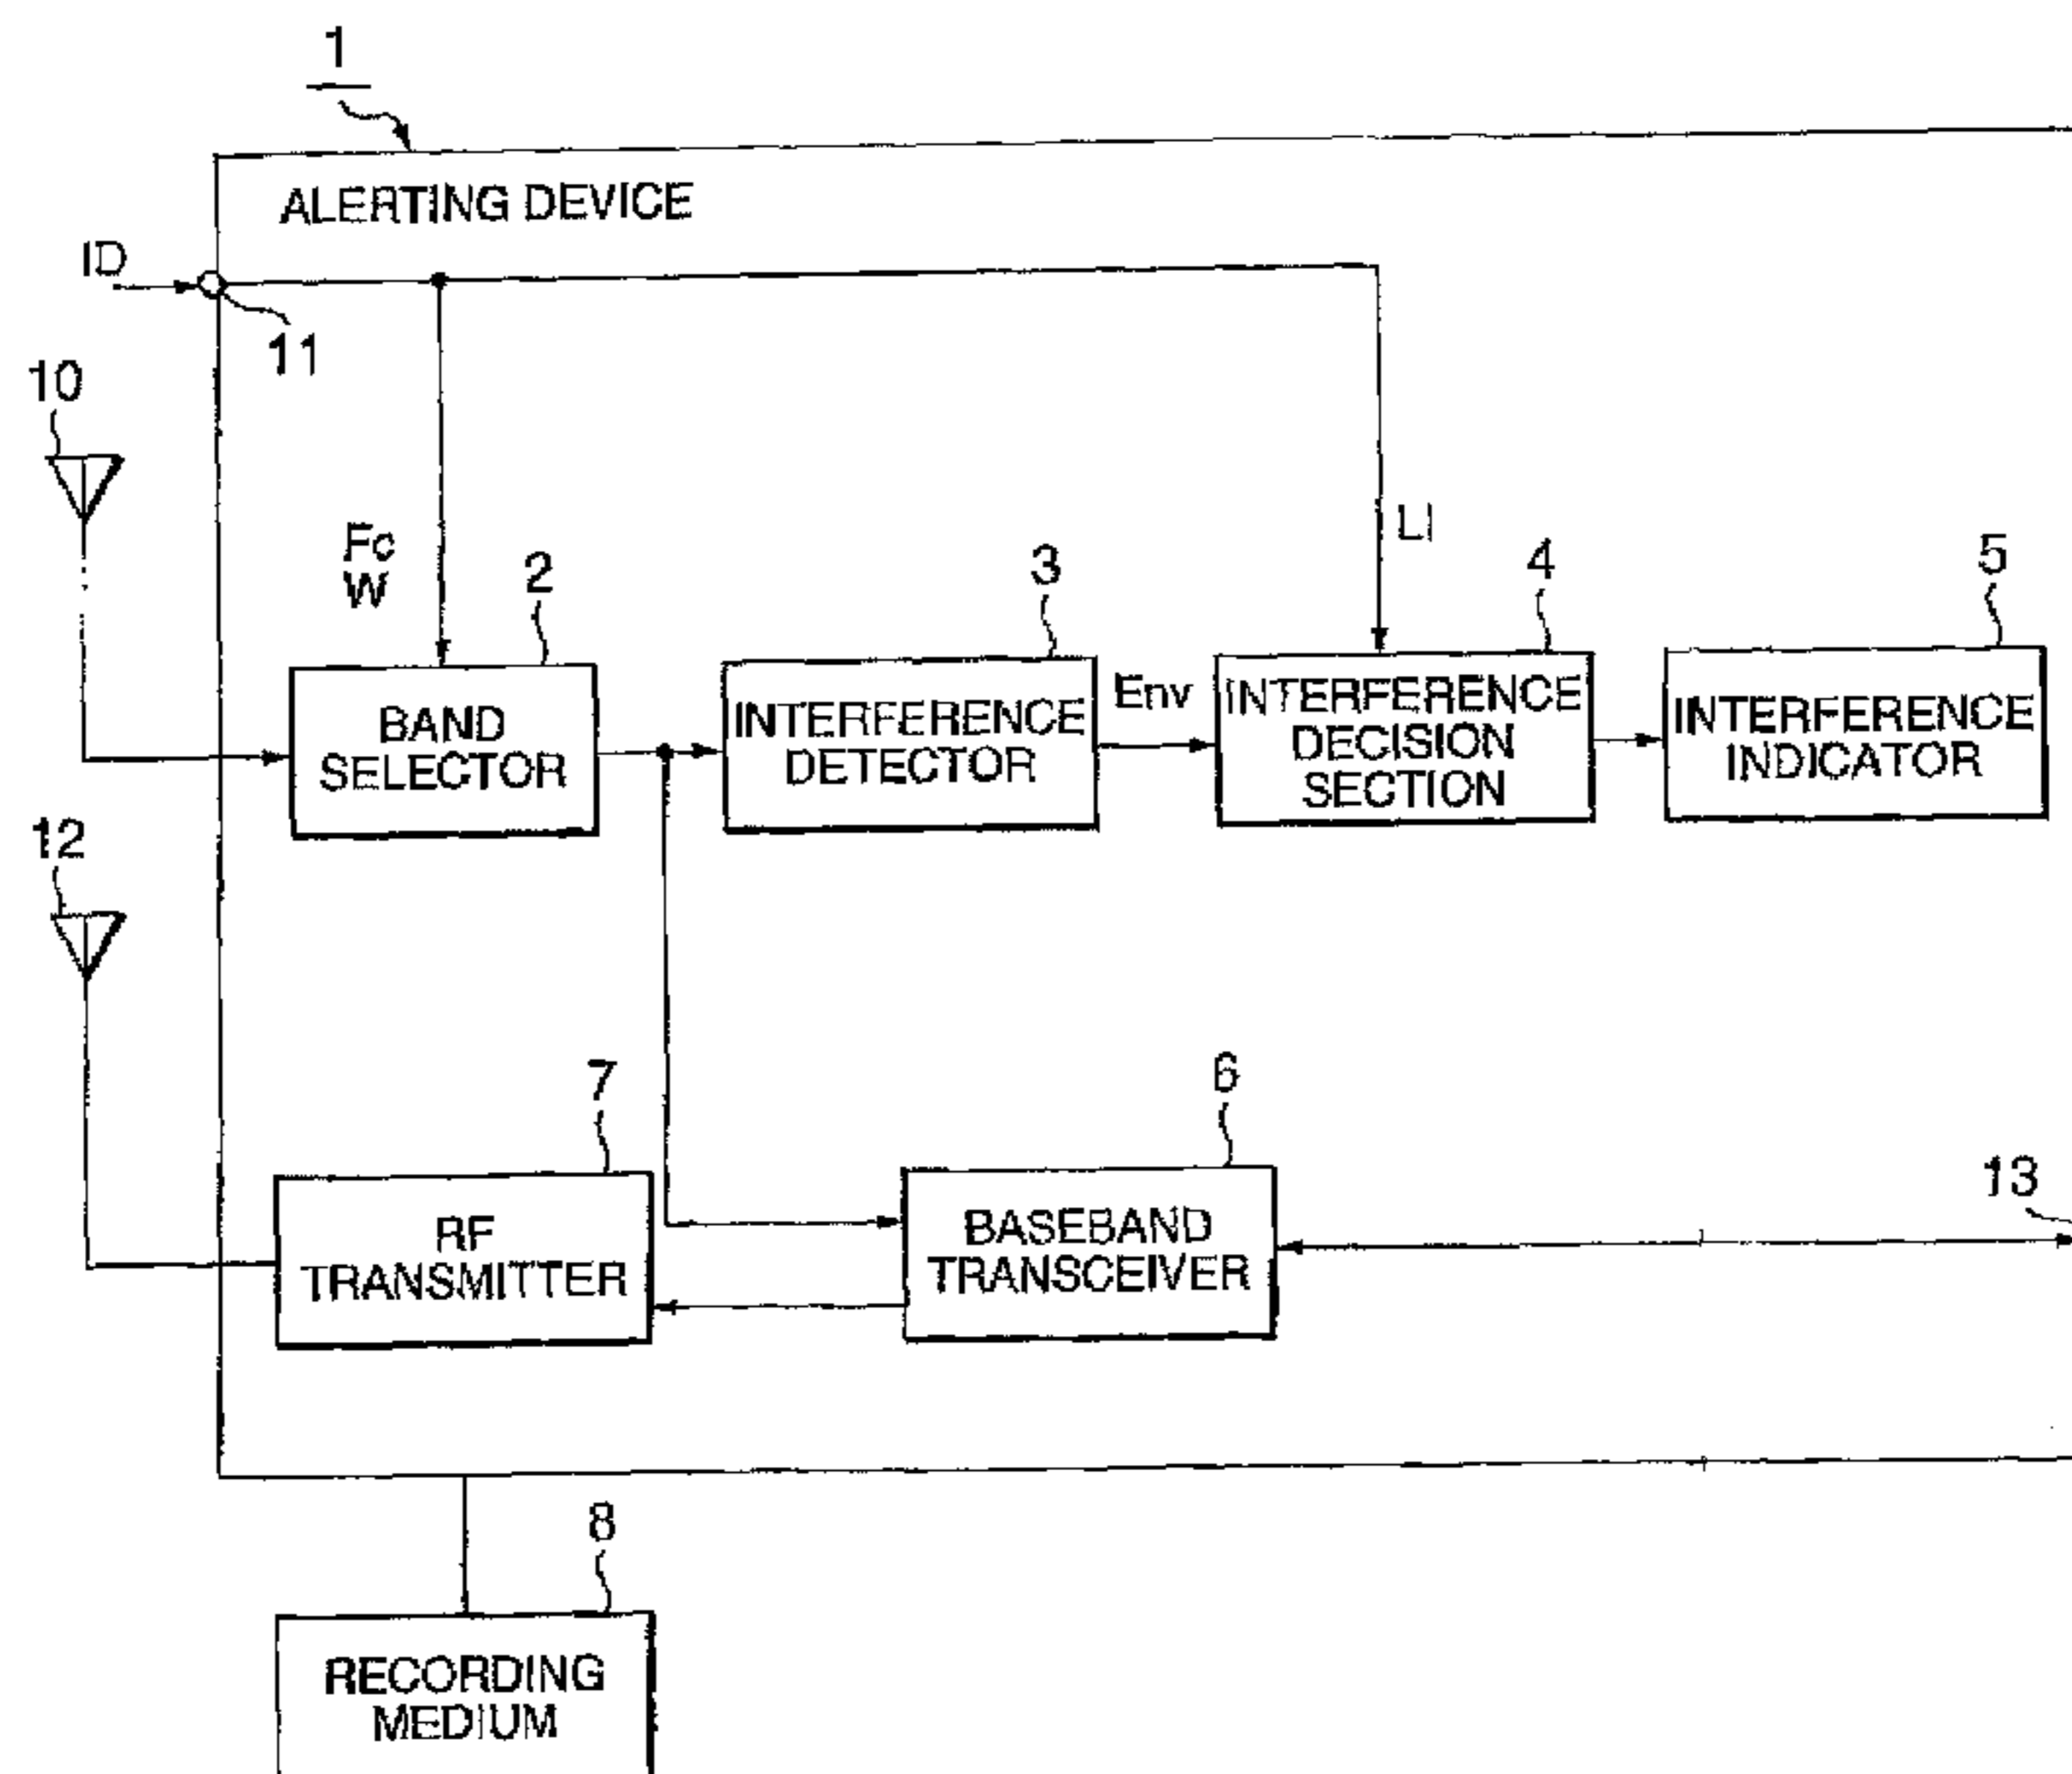 1
ALERTING DEVICE
ID
11
10
Fc
W
LI
2
3
4
5
BAND
SELECTOR
INTERFERENCE
DETECTOR
Env
INTERFERENCE
DECISION
SECTION
INTERFERENCE
INDICATOR
12
7
6
13
RF
TRANSMITTER
BASEBAND
TRANSCEIVER
8
RECORDING
MEDIUM